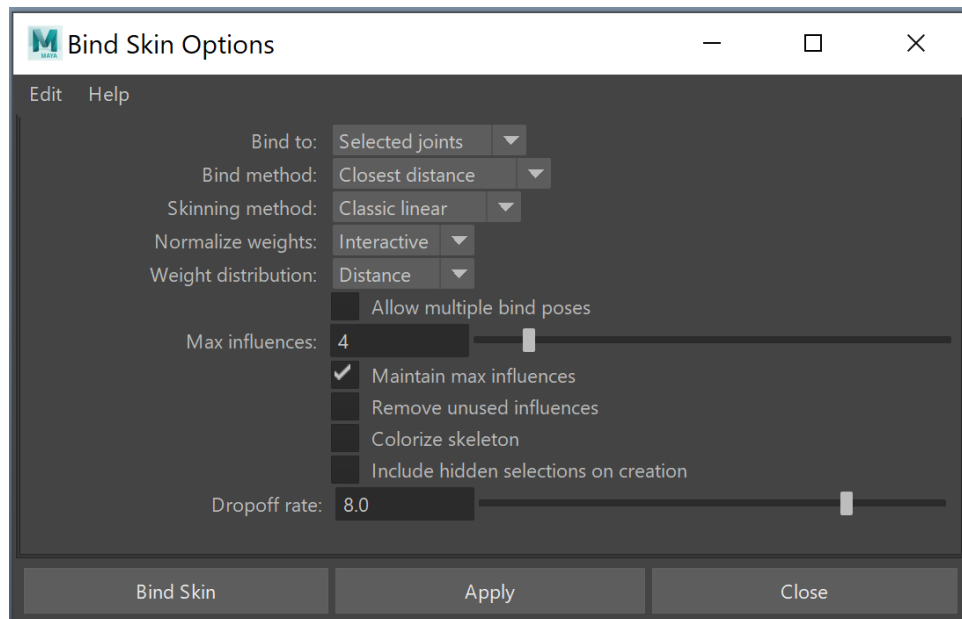 MAYA Bind Skin Options
Edit Help
Bind to: Selected joints
Bind method: Closest distance
Skinning method: Classic linear
Normalize weights: Interactive
Weight distribution: Distance
Allow multiple bind poses
Max influences: 4
Maintain max influences
Remove unused influences
Colorize skeleton
Include hidden selections on creation
Dropoff rate: 8.0
Bind Skin Apply Close